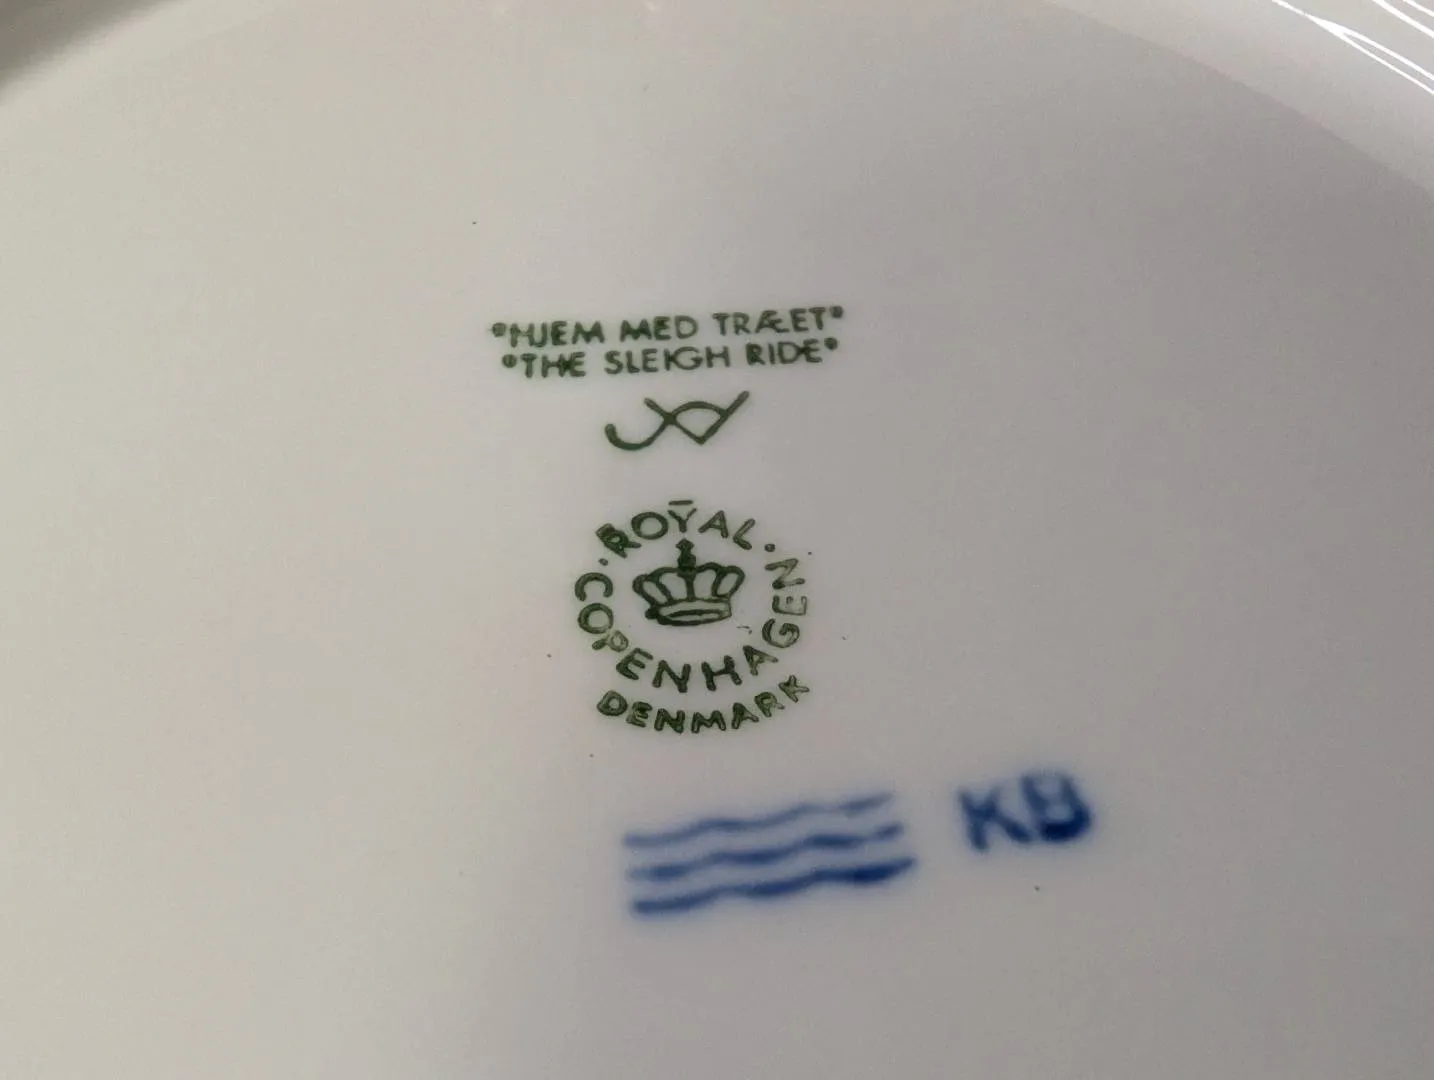 "HJEM MED TRÆET"
"THE SLEIGH RIDE"
ROYAL
COPENHAGEN
DENMARK
KB